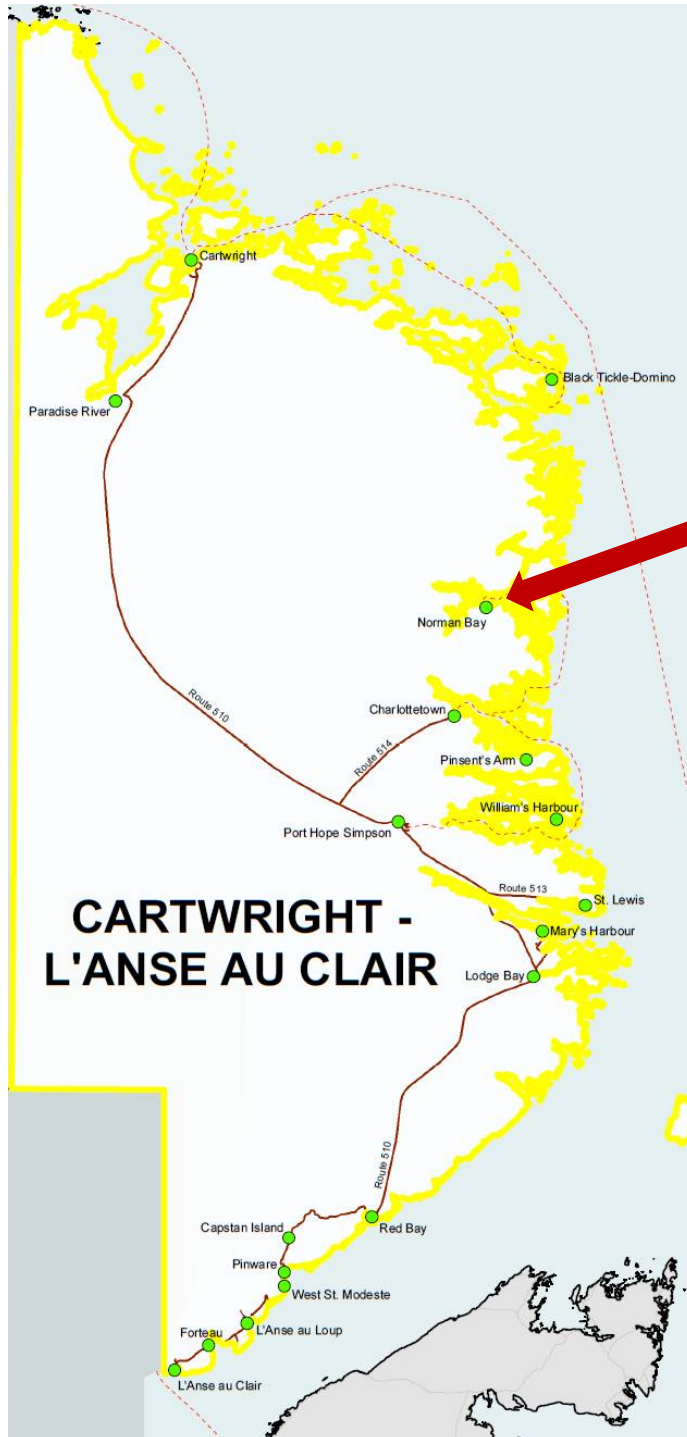 Cartwright
Black Tickle-Domino
Paradise River
Norman Bay
Route 510
Charlottetown
Route 514
Pinsent's Arm
William's Harbour
Port Hope Simpson
Route 513
St. Lewis
CARTWRIGHT -
L'ANSE AU CLAIR
Mary's Harbour
Lodge Bay
Route 510
Capstan Island
Red Bay
Pinware
West St. Modeste
L'Anse au Loup
Forteau
L'Anse au Clair